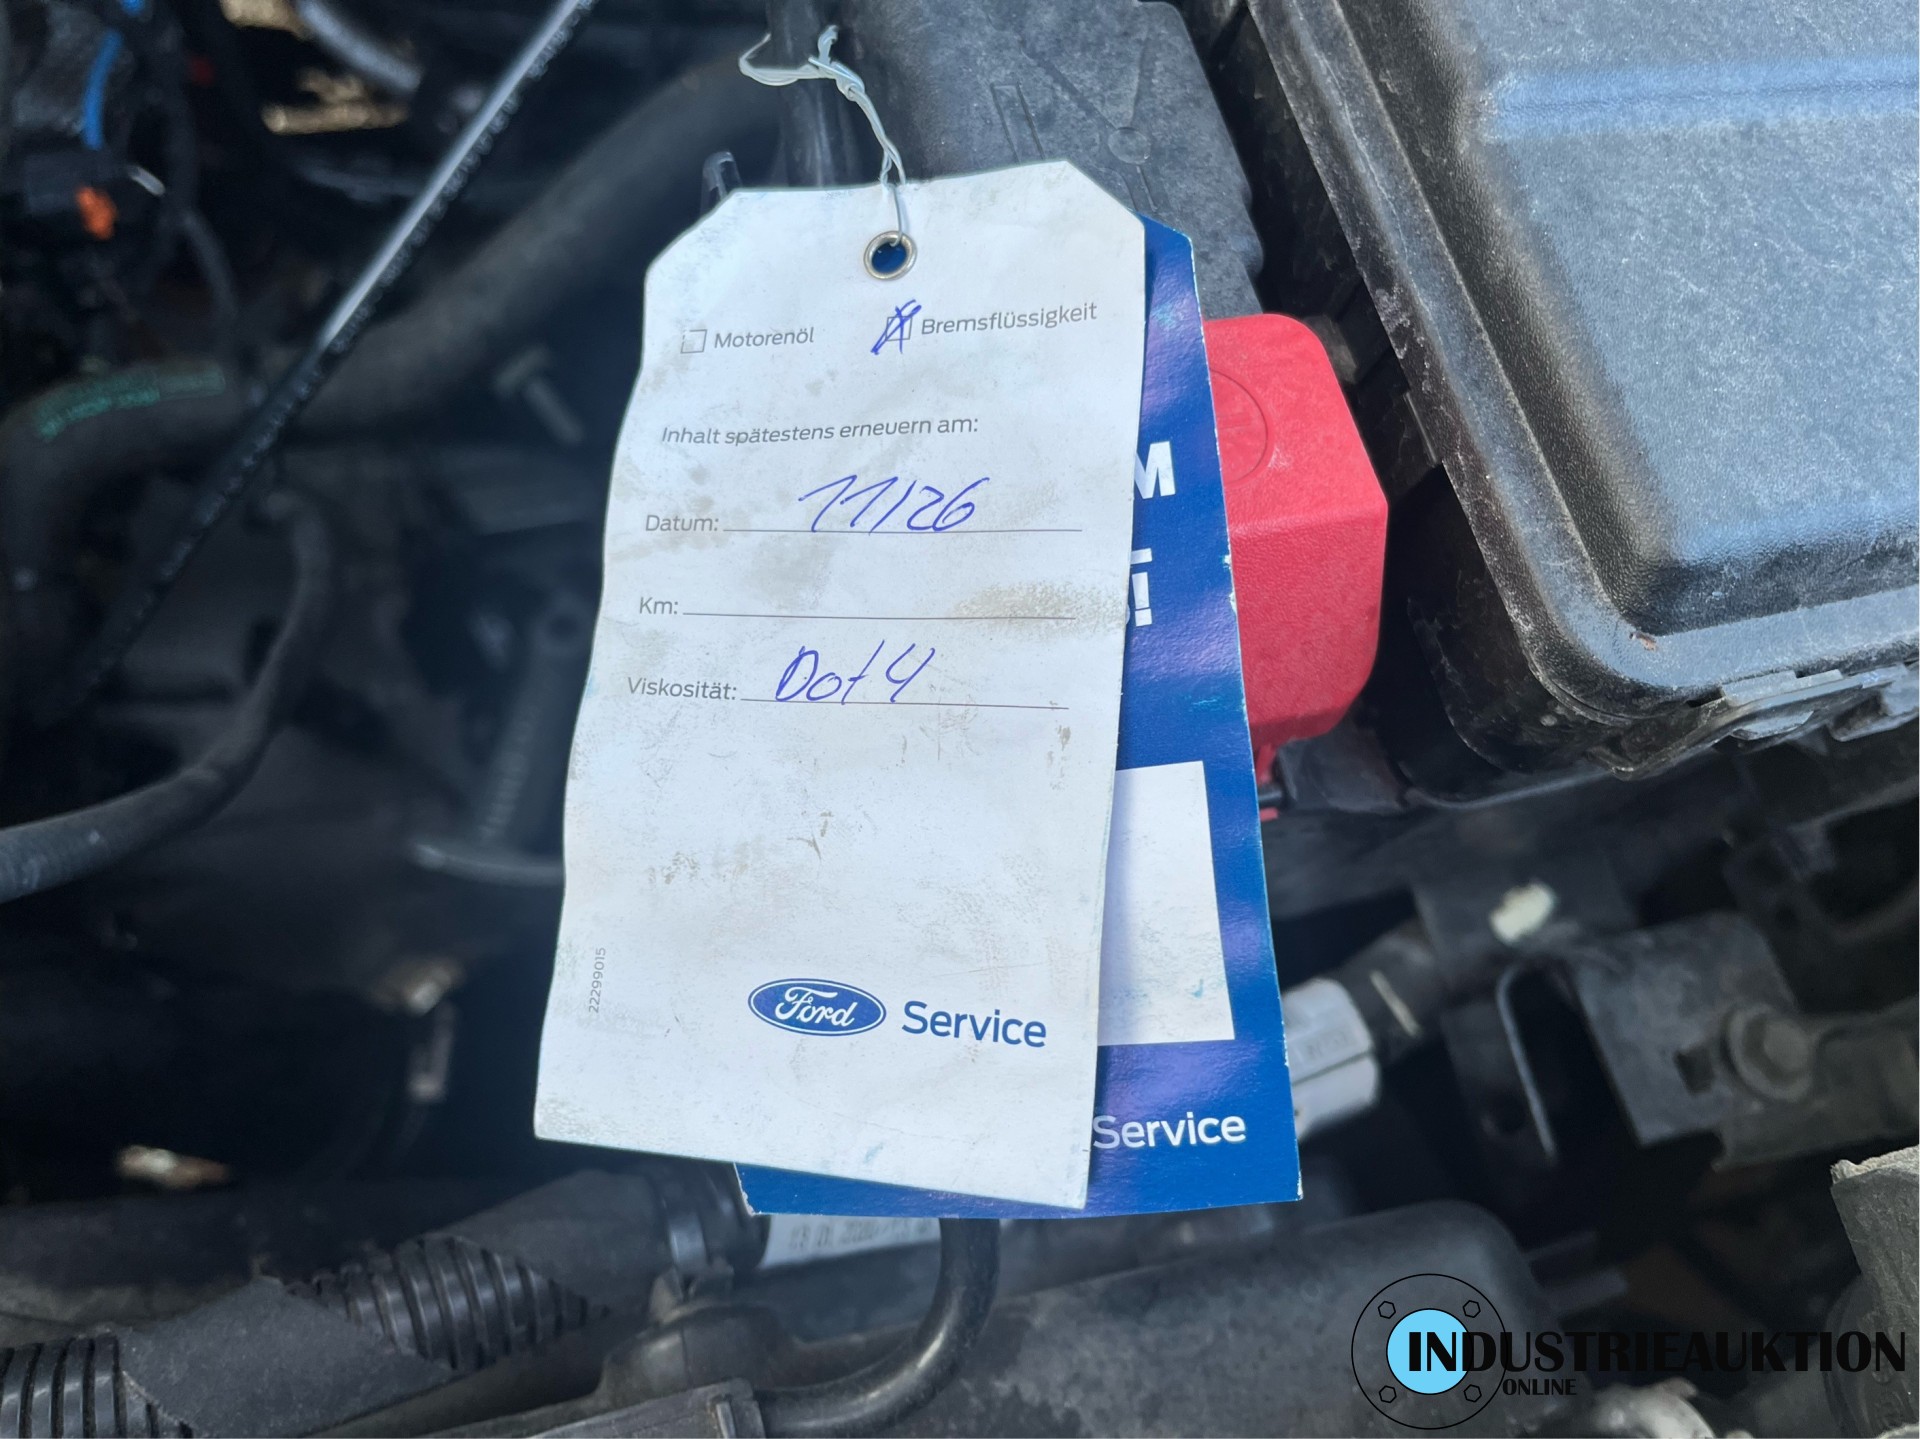 Motorenöl
Bremsflüssigkeit
Inhalt spätestens erneuern am:
Datum: 11/26
Km:
Viskosität: Dot 4
22299015
Ford Service
M
!
Service
INDUSTRIEAUKTION
ONLINE